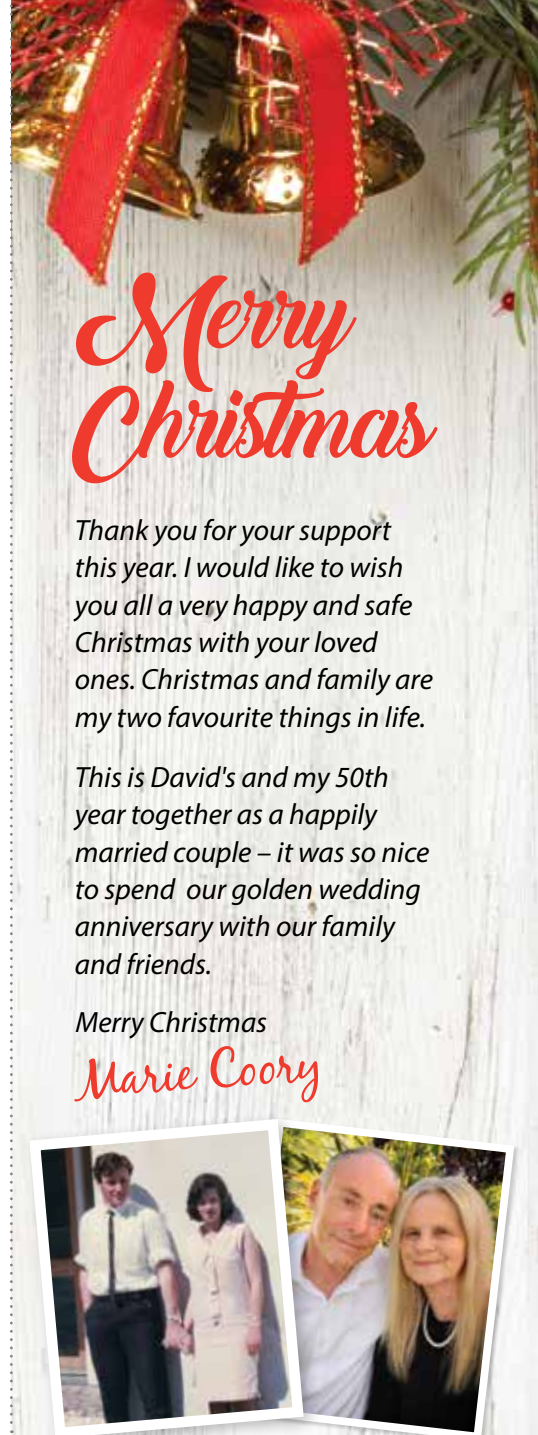 Merry
Christmas
Thank you for your support
this year. I would like to wish
you all a very happy and safe
Christmas with your loved
ones. Christmas and family are
my two favourite things in life.
This is David's and my 50th
year together as a happily
married couple – it was so nice
to spend  our golden wedding
anniversary with our family
and friends.
Merry Christmas
Marie Coory